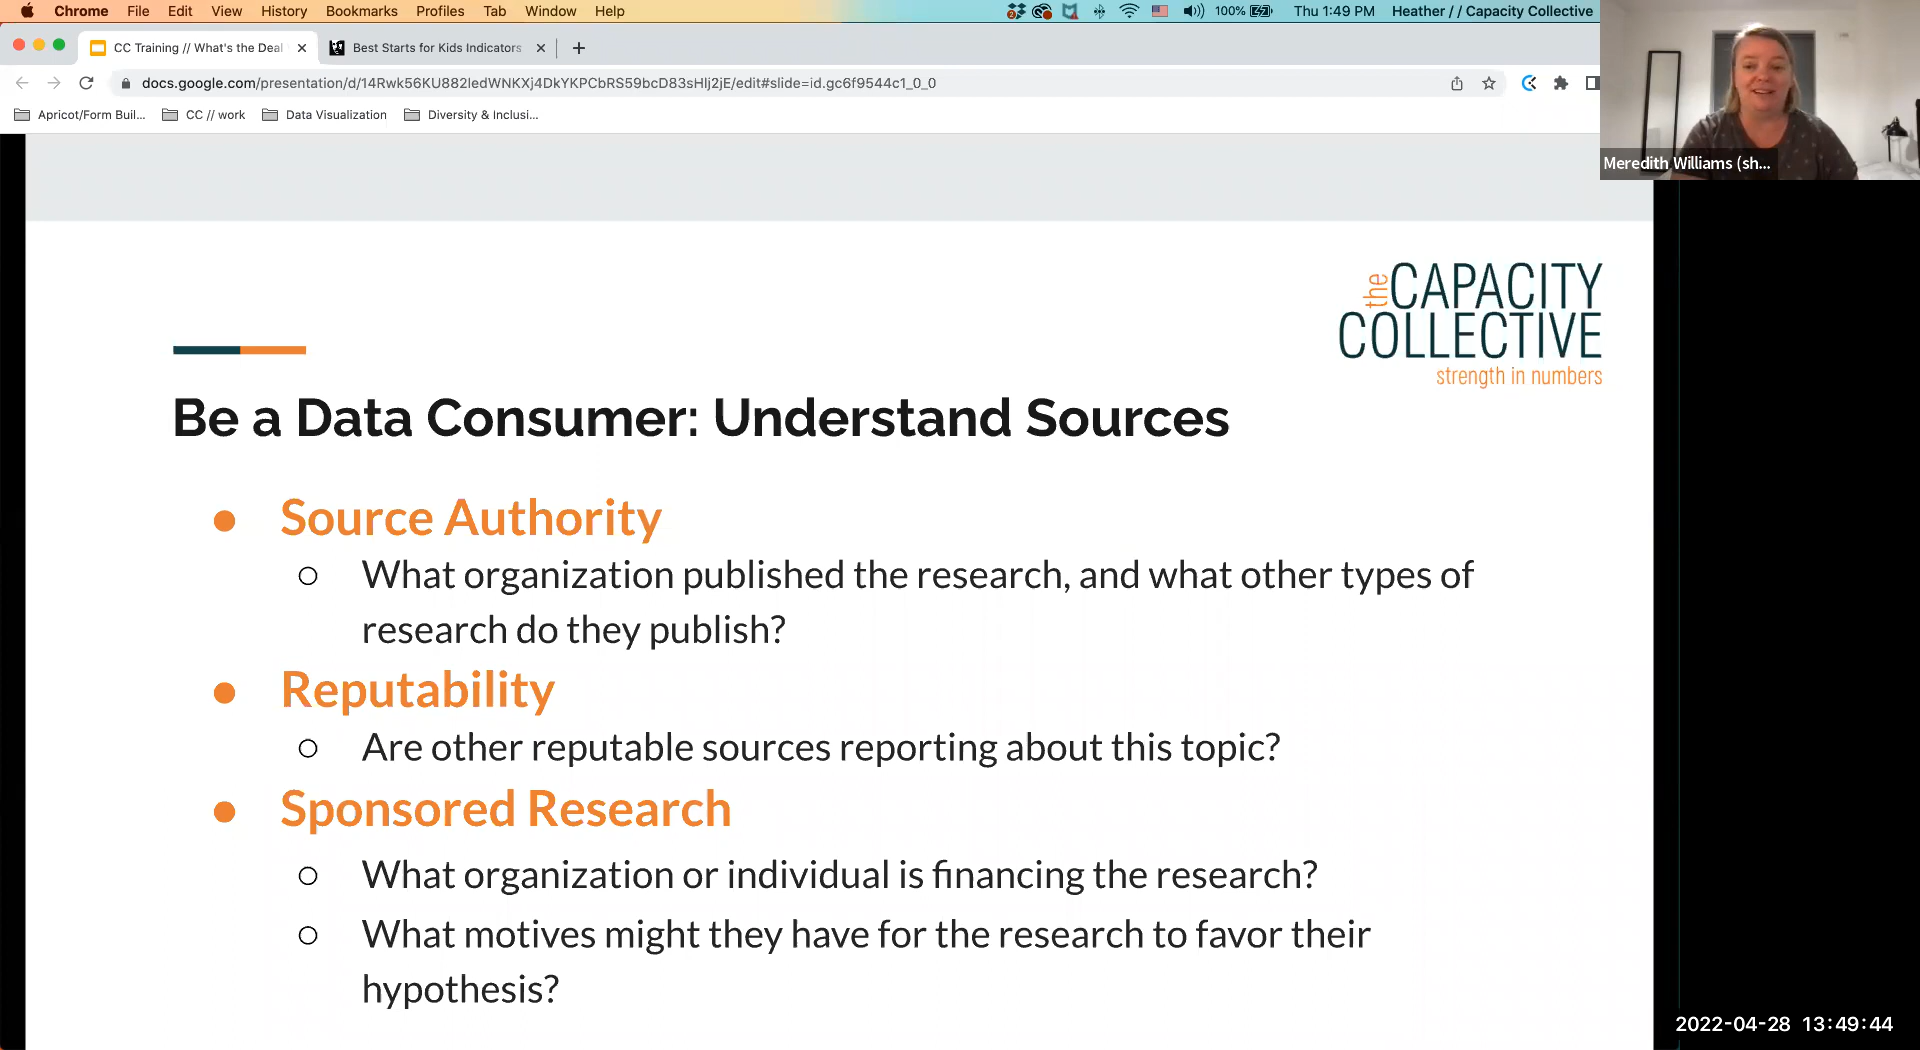 Chrome File Edit View History Bookmarks Profiles Tab Window Help 100% Thu 1:49 PM Heather / / Capacity Collective
CC Training // What's the Deal Best Starts for Kids Indicators
docs.google.com/presentation/d/14Rwk56KU882ledWNKXj4DkYKPCbRS59bcD83sHlj2jE/edit#slide=id.gc6f9544c1_0_0
Apricot/Form Buil... CC // work Data Visualization Diversity & Inclusi...
Meredith Williams (sh...
the CAPACITY
COLLECTIVE
strength in numbers
Be a Data Consumer: Understand Sources
● Source Authority
○ What organization published the research, and what other types of
research do they publish?
● Reputability
○ Are other reputable sources reporting about this topic?
● Sponsored Research
○ What organization or individual is financing the research?
○ What motives might they have for the research to favor their
hypothesis?
2022-04-28 13:49:44